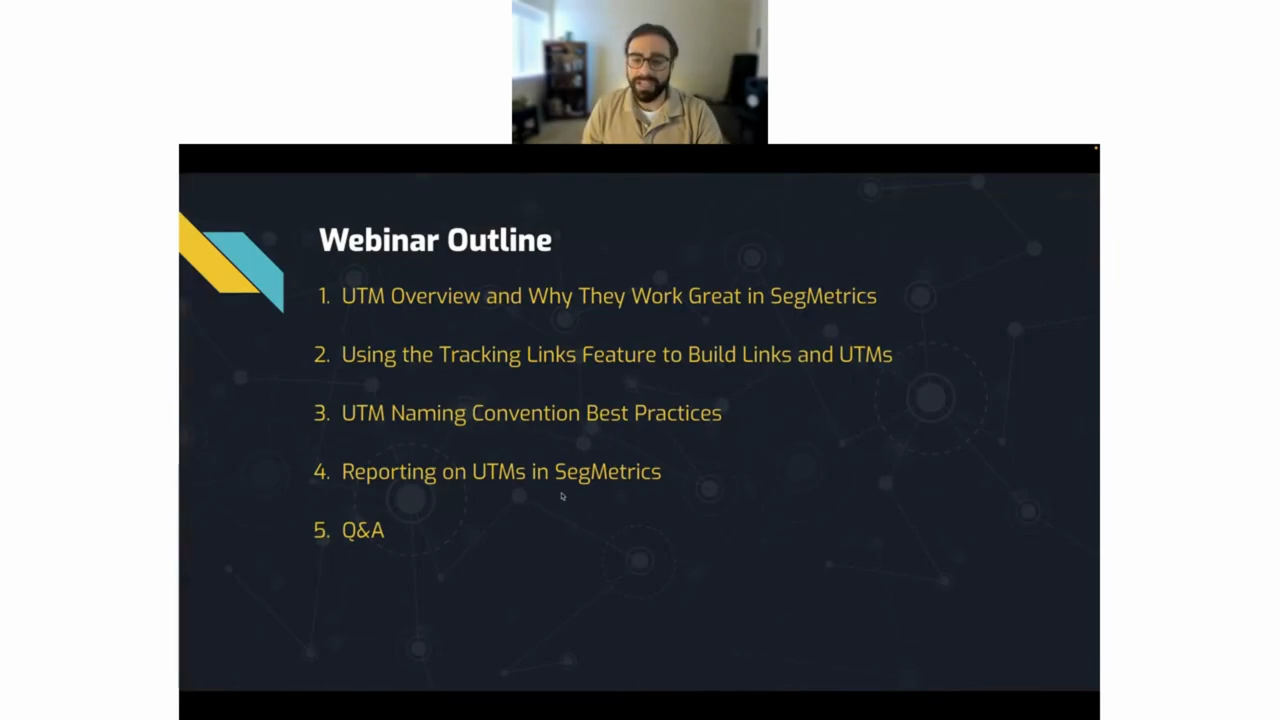 Webinar Outline
1. UTM Overview and Why They Work Great in SegMetrics
2. Using the Tracking Links Feature to Build Links and UTMs
3. UTM Naming Convention Best Practices
4. Reporting on UTMs in SegMetrics
5. Q&A